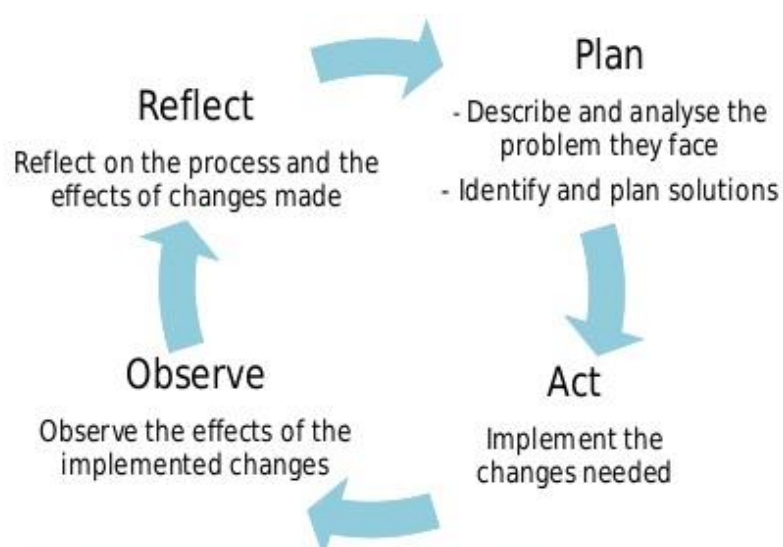 Plan
- Describe and analyse the
problem they face
- Identify and plan solutions
Act
Implement the
changes needed
Observe
Observe the effects of the
implemented changes
Reflect
Reflect on the process and the
effects of changes made